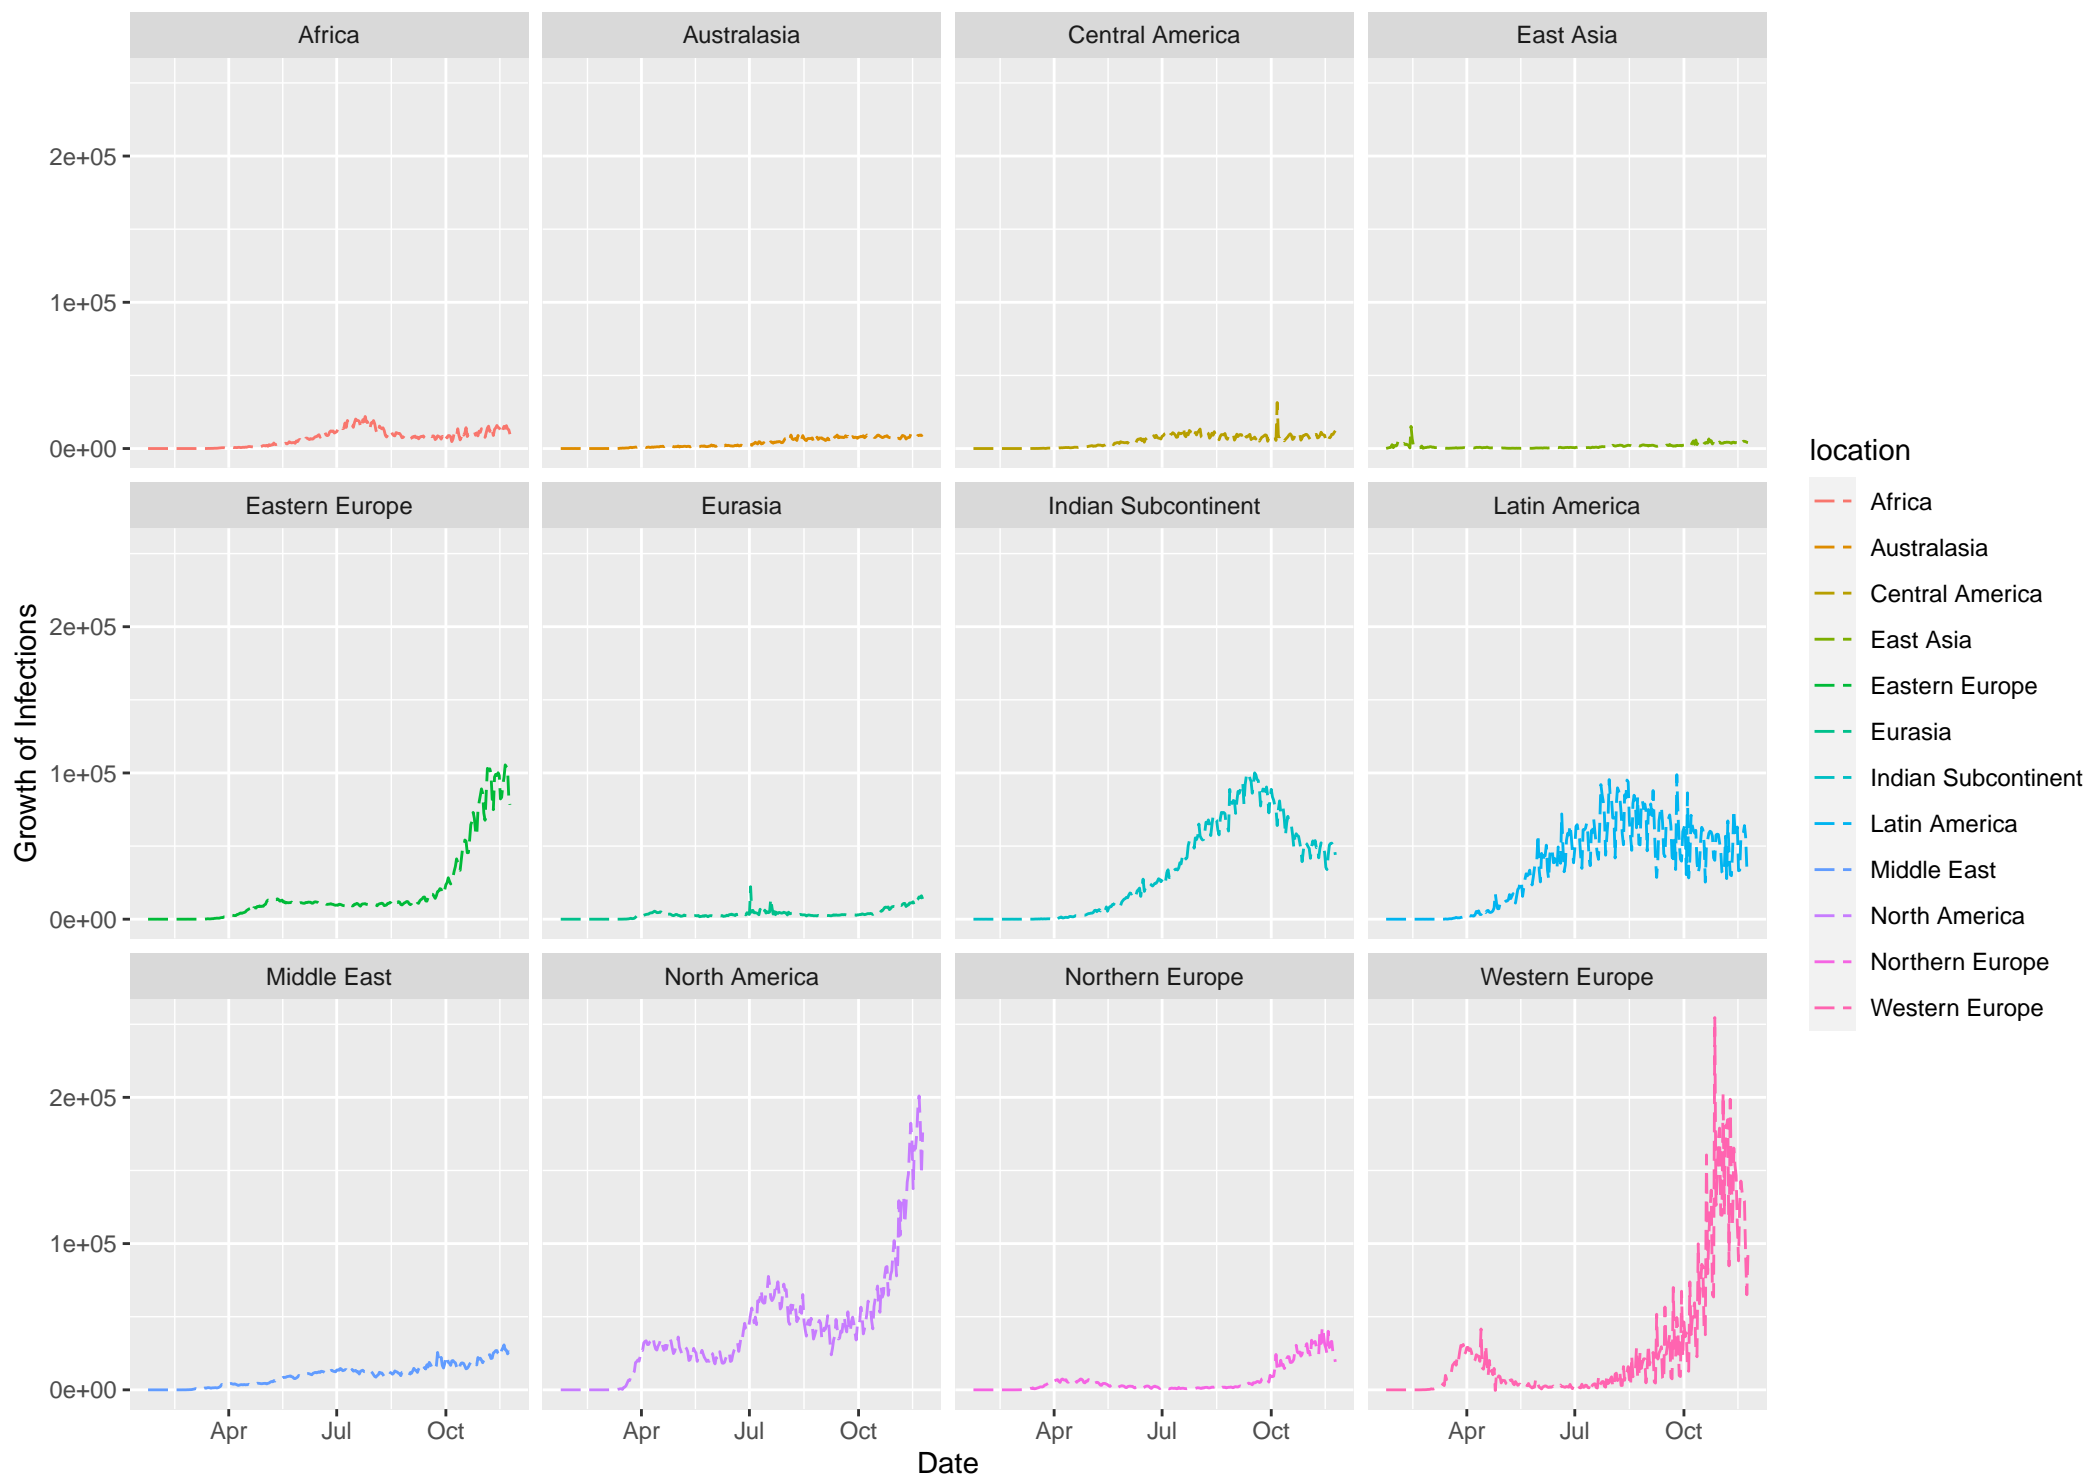 Africa
Australasia
Central America
East Asia
2e+05
1e+05
0e+00
Eastern Europe
Eurasia
Indian Subcontinent
Latin America
2e+05
1e+05
0e+00
Middle East
North America
Northern Europe
Western Europe
2e+05
1e+05
0e+00
Apr
Jul
Oct
Apr
Jul
Oct
Apr
Jul
Oct
Apr
Jul
Oct
Date
Growth of Infections
location
Africa
Australasia
Central America
East Asia
Eastern Europe
Eurasia
Indian Subcontinent
Latin America
Middle East
North America
Northern Europe
Western Europe